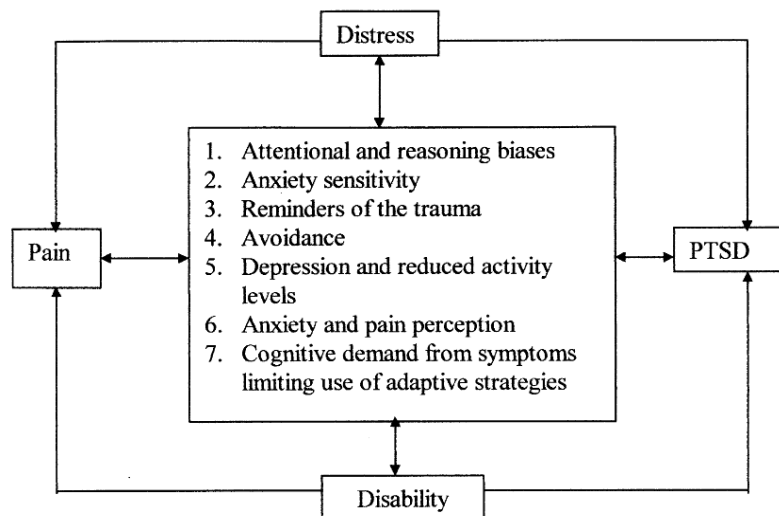 Distress
1. Attentional and reasoning biases
2. Anxiety sensitivity
3. Reminders of the trauma
4. Avoidance
5. Depression and reduced activity
levels
6. Anxiety and pain perception
7. Cognitive demand from symptoms
limiting use of adaptive strategies
Pain
PTSD
Disability